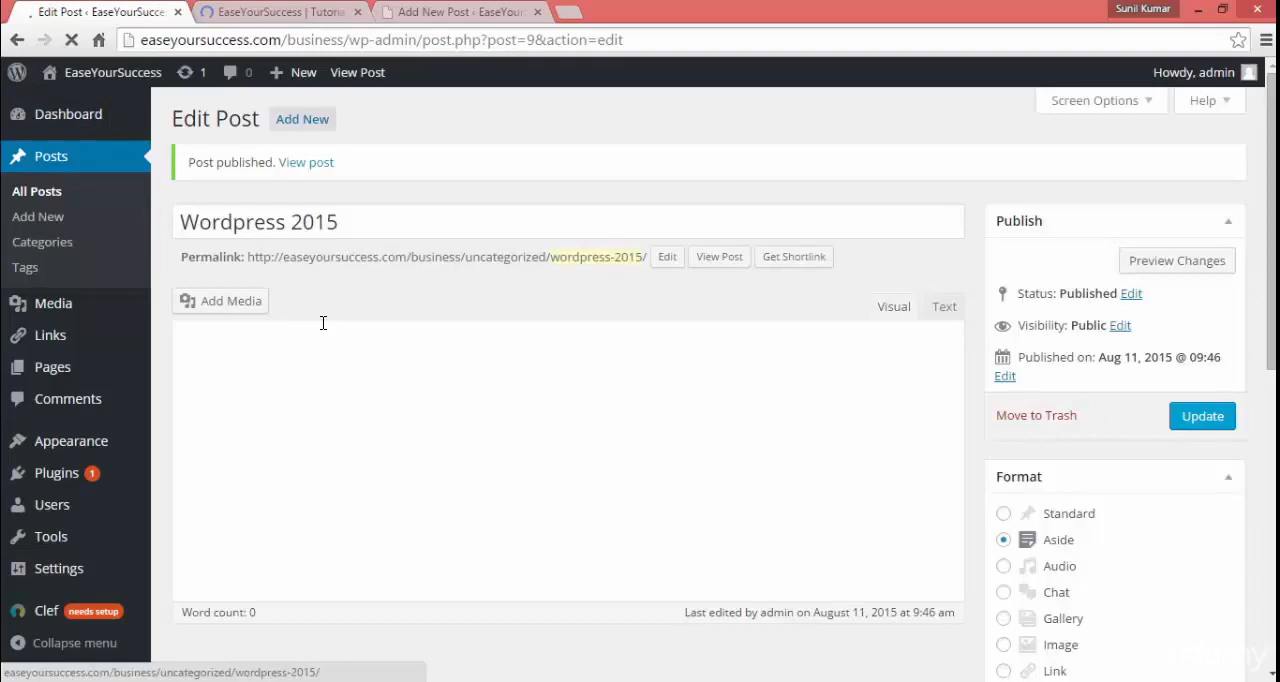 Edit Post ‹ EaseYourSucce
EaseYourSuccess | Tutoria
Add New Post ‹ EaseYour
Sunil Kumar
easeyoursuccess.com/business/wp-admin/post.php?post=9&action=edit
EaseYourSuccess 1 0 New View Post Howdy, admin
Screen Options Help
Edit Post Add New
Post published. View post
Dashboard
Posts
All Posts
Add New
Categories
Tags
Media
Links
Pages
Comments
Appearance
Plugins 1
Users
Tools
Settings
Clef needs setup
Collapse menu
Wordpress 2015
Permalink: http://easeyoursuccess.com/business/uncategorized/wordpress-2015/ Edit View Post Get Shortlink
Add Media Visual Text
Word count: 0 Last edited by admin on August 11, 2015 at 9:46 am
Publish
Preview Changes
Status: Published Edit
Visibility: Public Edit
Published on: Aug 11, 2015 @ 09:46
Edit
Move to Trash Update
Format
Standard
Aside
Audio
Chat
Gallery
Image
Link
easeyoursuccess.com/business/uncategorized/wordpress-2015/